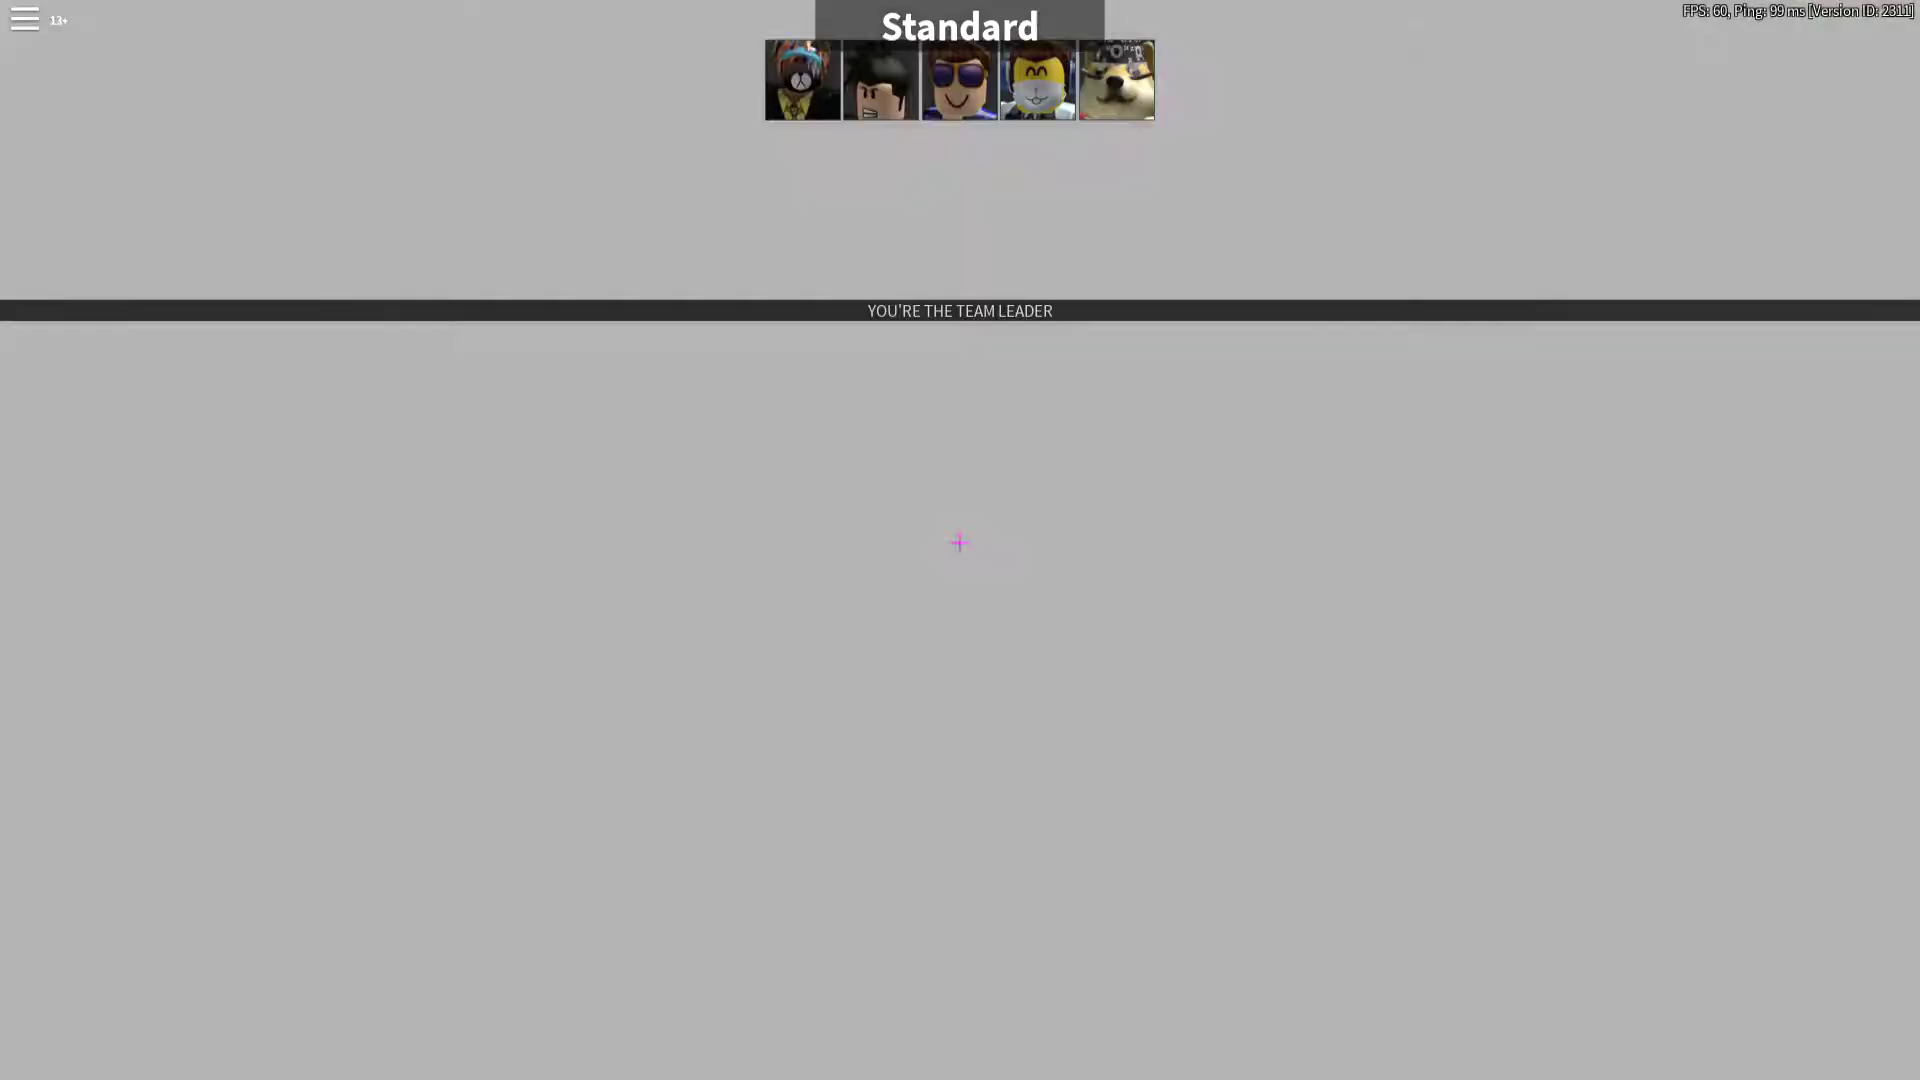 13+
Standard
FPS: 60, Ping: 99 ms [Version ID: 2311]
YOU'RE THE TEAM LEADER